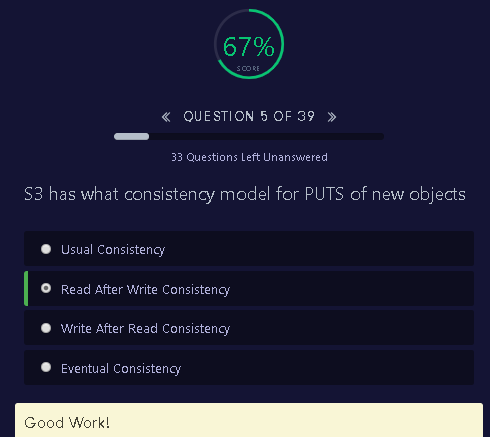 67%
SCORE
« QUESTION 5 OF 39 »
33 Questions Left Unanswered
S3 has what consistency model for PUTS of new objects
Usual Consistency
Read After Write Consistency
Write After Read Consistency
Eventual Consistency
Good Work!